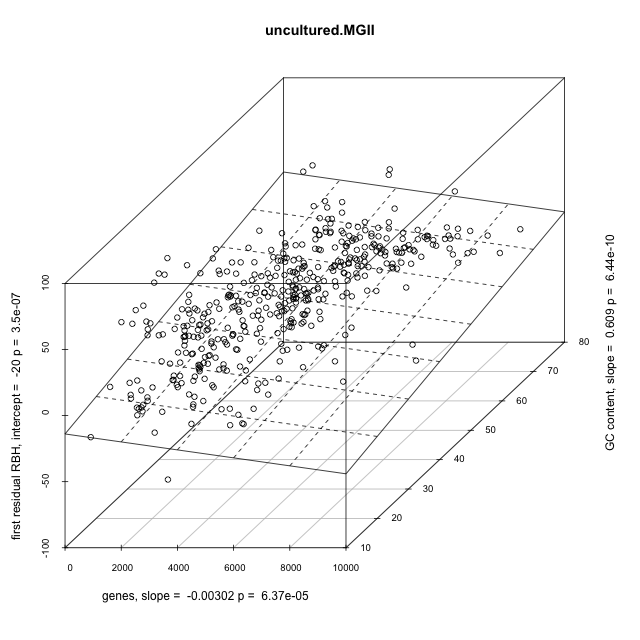 uncultured.MGII
first residual RBH, intercept = -20 p = 3.5e-07
100
50
0
-50
-100
0 2000 4000 6000 8000 10000
genes, slope = -0.00302 p = 6.37e-05
80
70
60
50
40
30
20
10
GC content, slope = 0.609 p = 6.44e-10